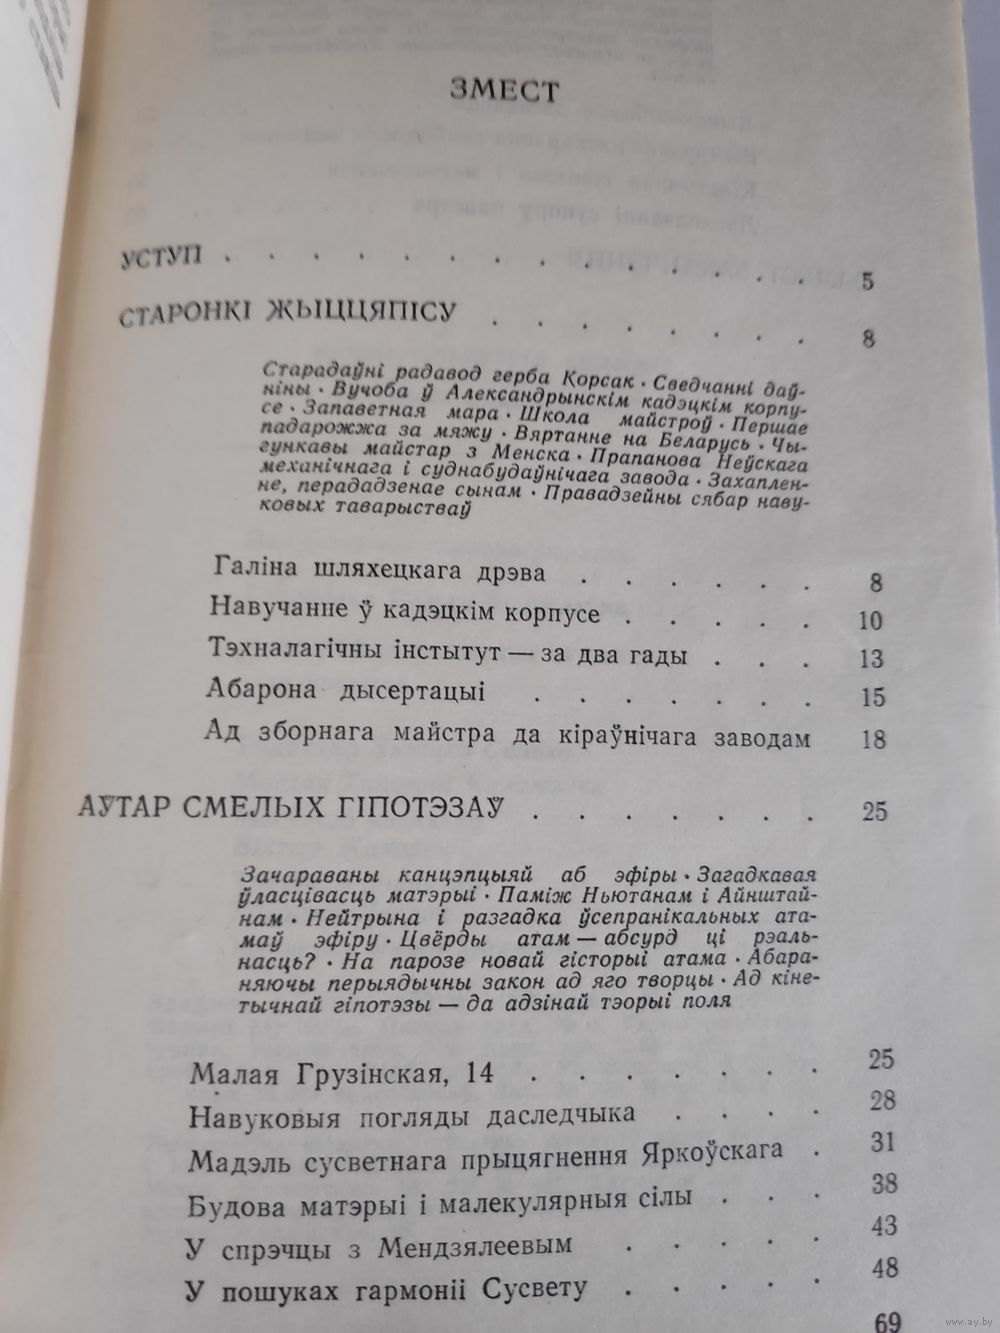 ЗМЕСТ
УСТУП . . . . . . . . . . . . . . 5
СТАРОНКІ ЖЫЦЦЯПІСУ . . . . . . . . 8
Старадаўні радавод герба Корсак · Сведчанні даў-
ніны · Вучоба ў Александрынскім кадэцкім корпу-
се · Запаветная мара · Школа майстроў · Першае
падарожжа за мяжу · Вяртанне на Беларусь · Чы-
гункавы майстар з Менска · Прапанова Неўскага
механічнага і суднабудаўнічага завода · Захаплен-
не, перададзенае сынам · Правадзейны сябар наву-
ковых таварыстваў
Галіна шляхецкага дрэва . . . . . . 8
Навучанне ў кадэцкім корпусе . . . . . 10
Тэхналагічны інстытут — за два гады . . . 13
Абарона дысертацыі . . . . . . . 15
Ад зборнага майстра да кіраўнічага заводам 18
АЎТАР СМЕЛЫХ ГІПОТЭЗАЎ . . . . . . . 25
Зачараваны канцэпцыяй аб эфіры · Загадкавая
ўласцівасць матэрыі · Паміж Ньютанам і Айнштай-
нам · Нейтрына і разгадка ўсепранікальных ата-
маў эфіру · Цвёрды атам — абсурд ці рэаль-
насць? · На парозе новай гісторыі атама · Абара-
няючы перыядычны закон ад яго творцы · Ад кіне-
тычнай гіпотэзы — да адзінай тэорыі поля
Малая Грузінская, 14 . . . . . . . 25
Навуковыя погляды даследчыка . . . . 28
Мадэль сусветнага прыцягнення Яркоўскага . 31
Будова матэрыі і малекулярныя сілы . . . 38
У спрэчцы з Мендзялеевым . . . . . 43
У пошуках гармоніі Сусвету . . . . . 48
69
www.ay.by